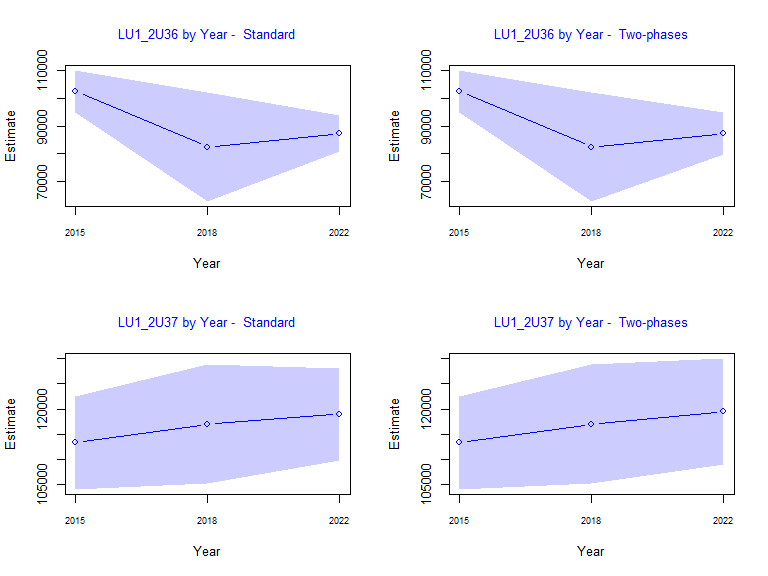 LU1_2U36 by Year -  Standard
Estimate
110000
90000
70000
2015
2018
2022
Year
LU1_2U36 by Year -  Two-phases
Estimate
110000
90000
70000
2015
2018
2022
Year
LU1_2U37 by Year -  Standard
Estimate
120000
105000
2015
2018
2022
Year
LU1_2U37 by Year -  Two-phases
Estimate
120000
105000
2015
2018
2022
Year